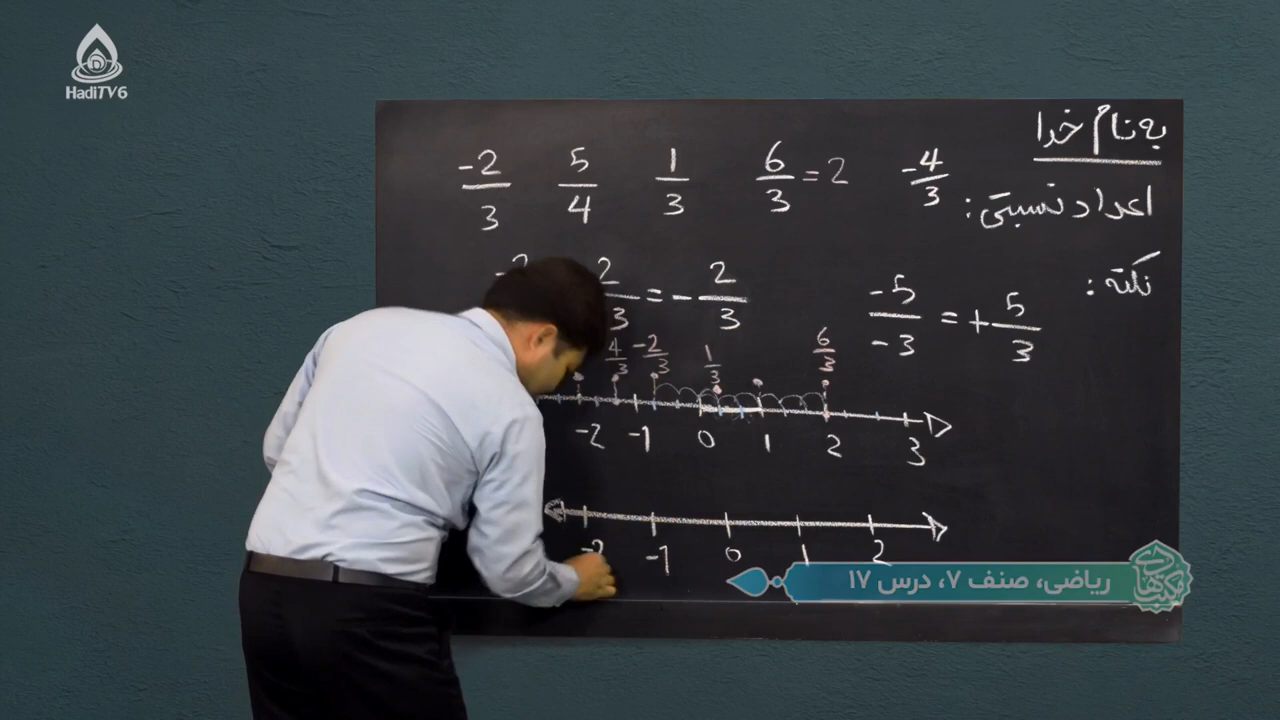 HadiTV6
به نام خدا
اعداد نسبتی:
-2/3 5/4 1/3 6/3 = 2 -4/3
نکته:
2/3 = - 2/3 -5/-3 = + 5/3
4/3 -2/3 1/3 6/3
-2 -1 0 1 2 3
-2 -1 0 1 2
ریاضی، صنف ۷، درس ۱۷